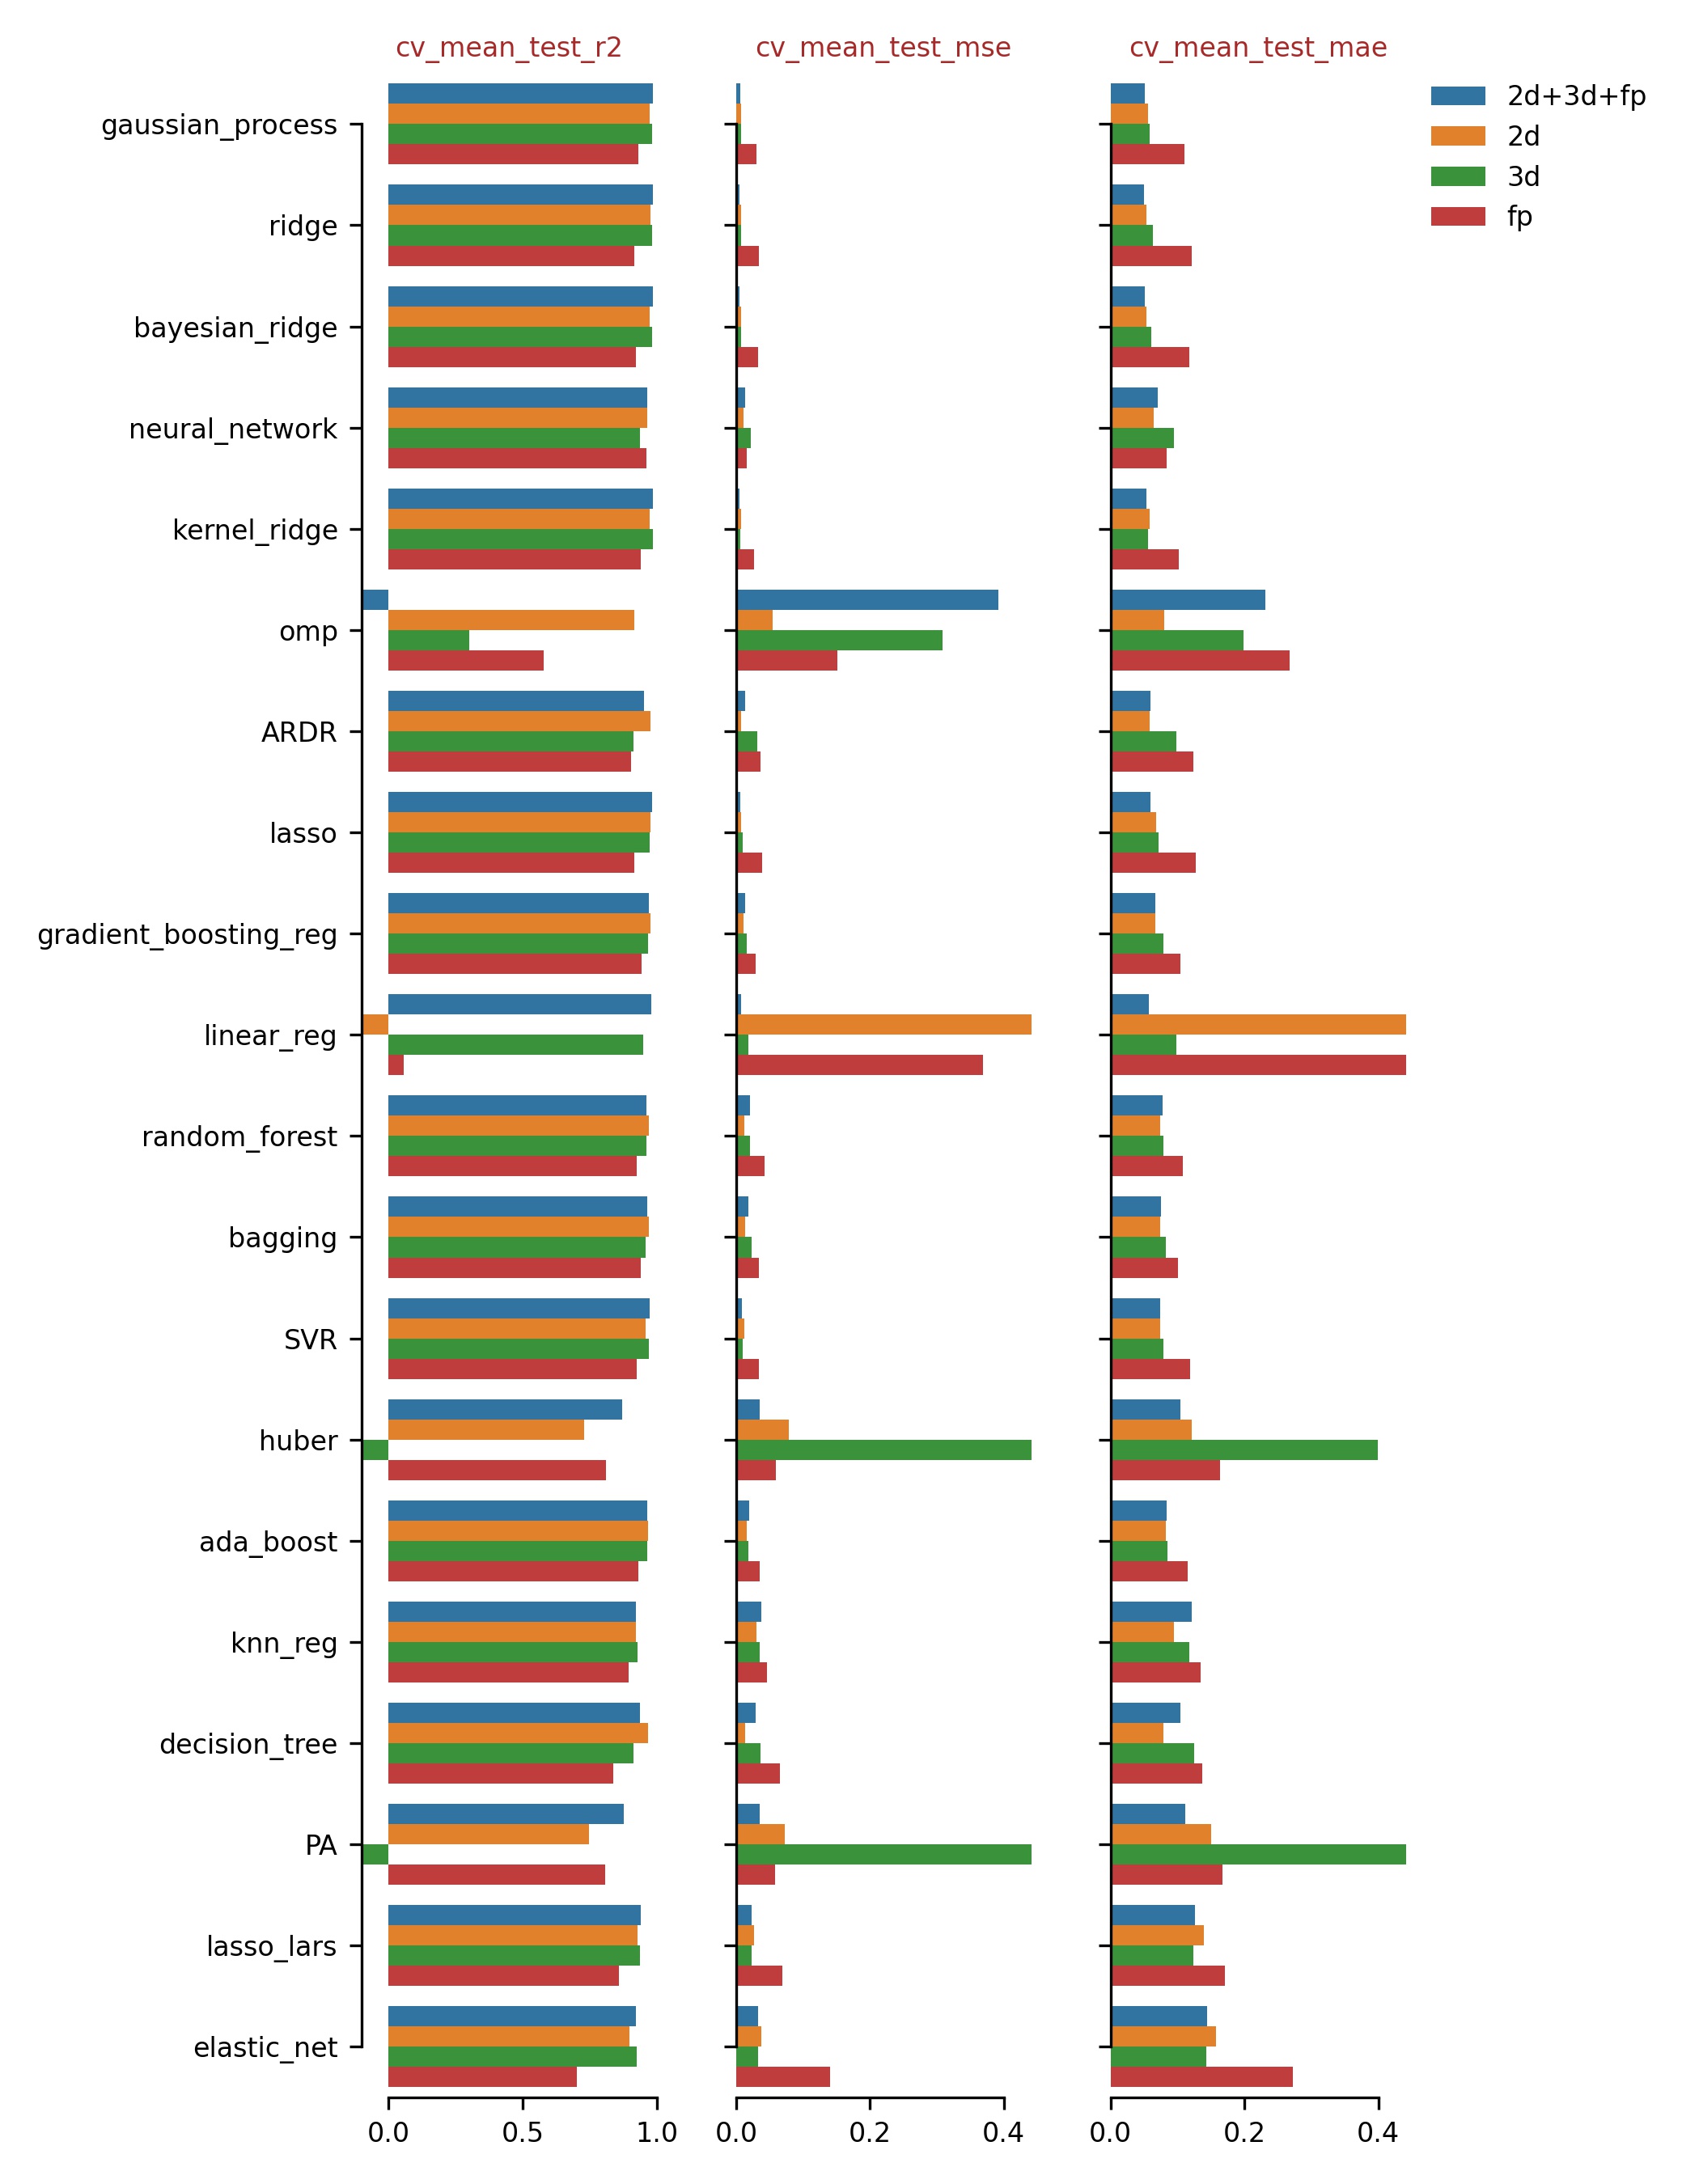 cv_mean_test_r2
cv_mean_test_mse
cv_mean_test_mae
2d+3d+fp
2d
3d
fp
gaussian_process
ridge
bayesian_ridge
neural_network
kernel_ridge
omp
ARDR
lasso
gradient_boosting_reg
linear_reg
random_forest
bagging
SVR
huber
ada_boost
knn_reg
decision_tree
PA
lasso_lars
elastic_net
0.0 0.5 1.0
0.0 0.2 0.4
0.0 0.2 0.4